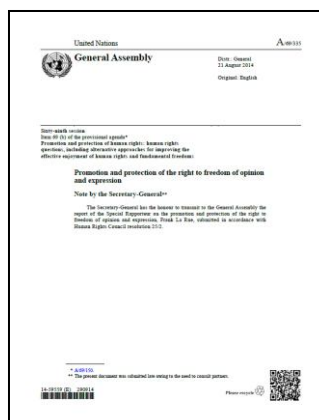 United Nations
A/69/335
General Assembly
Distr.: General
21 August 2014
Original: English
Sixty-ninth session
Item 69 (b) of the provisional agenda*
Promotion and protection of human rights: human rights
questions, including alternative approaches for improving the
effective enjoyment of human rights and fundamental freedoms
Promotion and protection of the right to freedom of opinion
and expression
Note by the Secretary-General**
The Secretary-General has the honour to transmit to the General Assembly the
report of the Special Rapporteur on the promotion and protection of the right to
freedom of opinion and expression, Frank La Rue, submitted in accordance with
Human Rights Council resolution 25/2.
* A/69/150.
** The present document was submitted late owing to the need to consult partners.
14-59359 (E) 290814
Please recycle